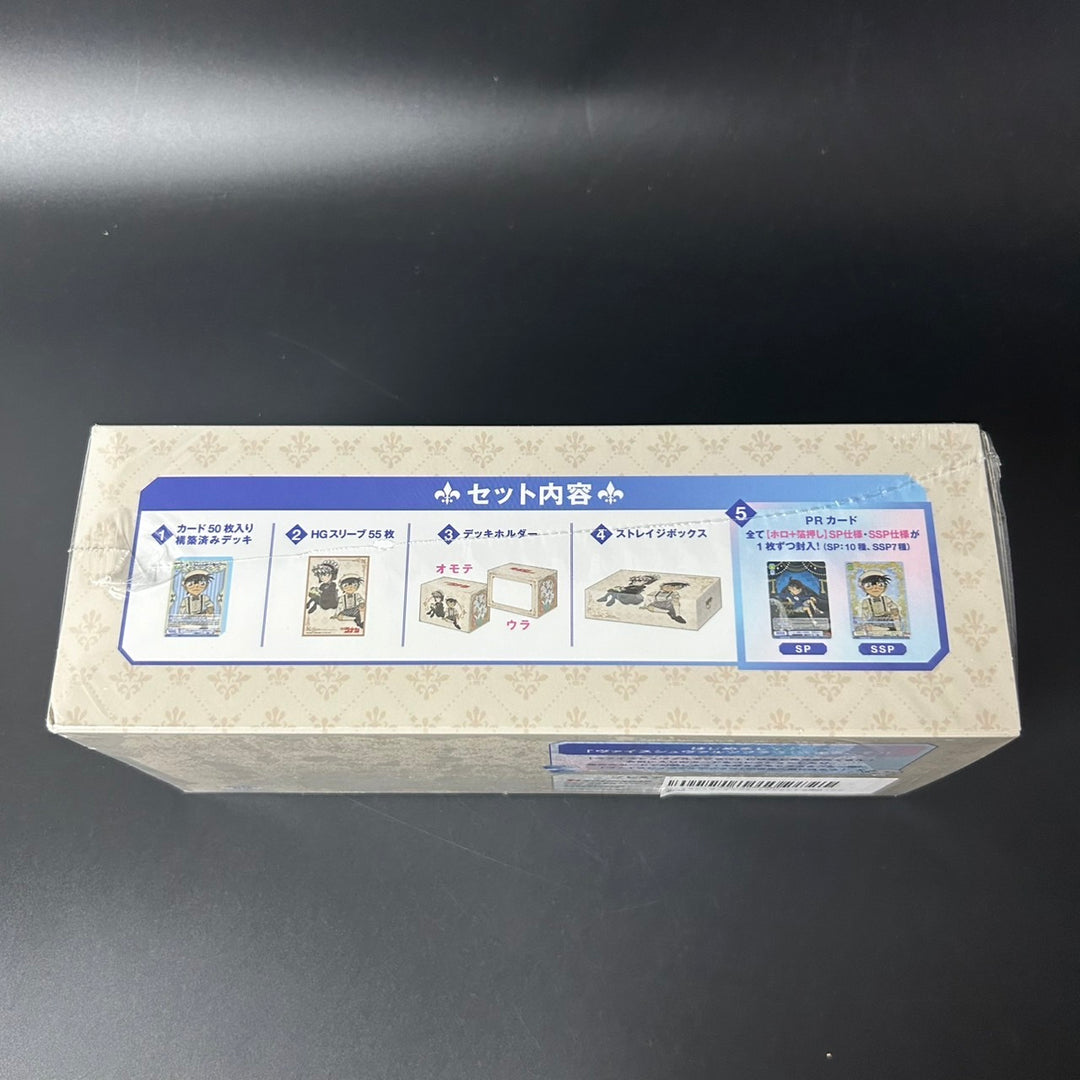 セット内容
1 カード50枚入り
構築済みデッキ
2 HGスリーブ55枚
3 デッキホルダー
オモテ
ウラ
4 ストレイジボックス
5
PRカード
全て[ホロ+箔押し]SP仕様・SSP仕様が
1枚ずつ封入!(SP:10種、SSP7種)
SP
SSP